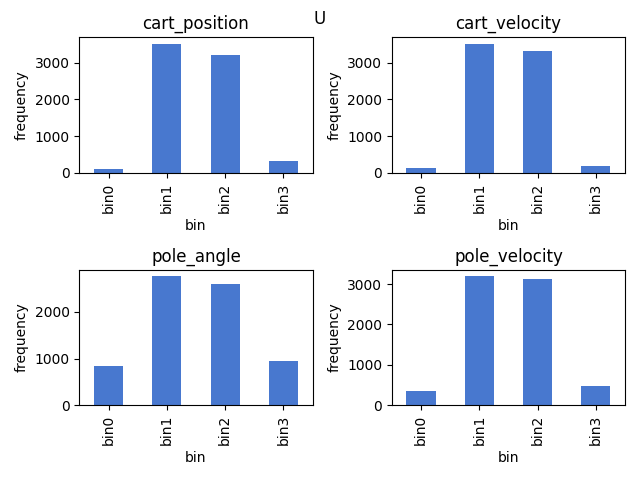 U
cart_position
frequency
3000
2000
1000
0
bin0
bin1
bin2
bin3
bin
cart_velocity
frequency
3000
2000
1000
0
bin0
bin1
bin2
bin3
bin
pole_angle
frequency
2000
1000
0
bin0
bin1
bin2
bin3
bin
pole_velocity
frequency
3000
2000
1000
0
bin0
bin1
bin2
bin3
bin